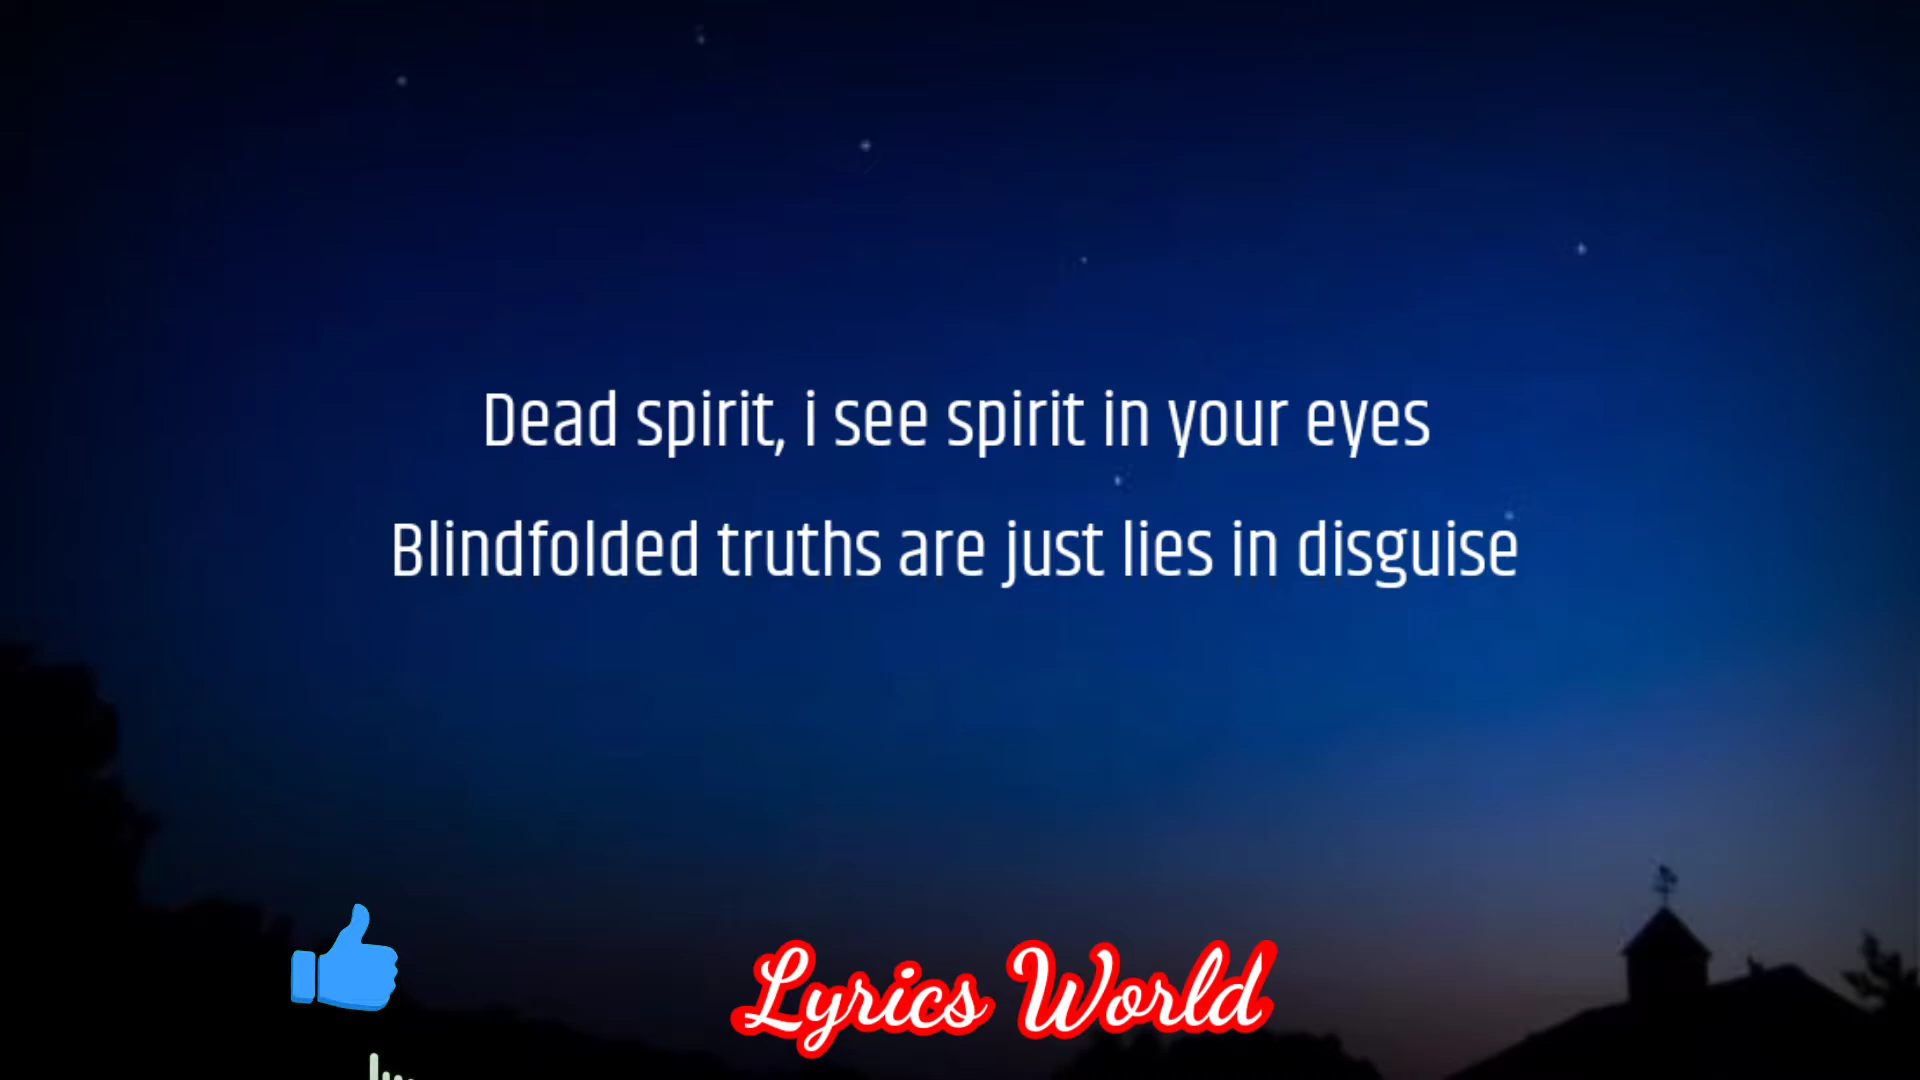 Dead spirit, i see spirit in your eyes
Blindfolded truths are just lies in disguise
Lyrics World